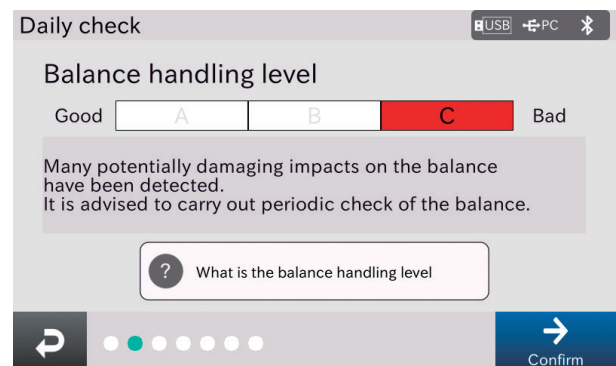 Daily check
USB PC
Balance handling level
Good A B C Bad
Many potentially damaging impacts on the balance
have been detected.
It is advised to carry out periodic check of the balance.
? What is the balance handling level
Confirm